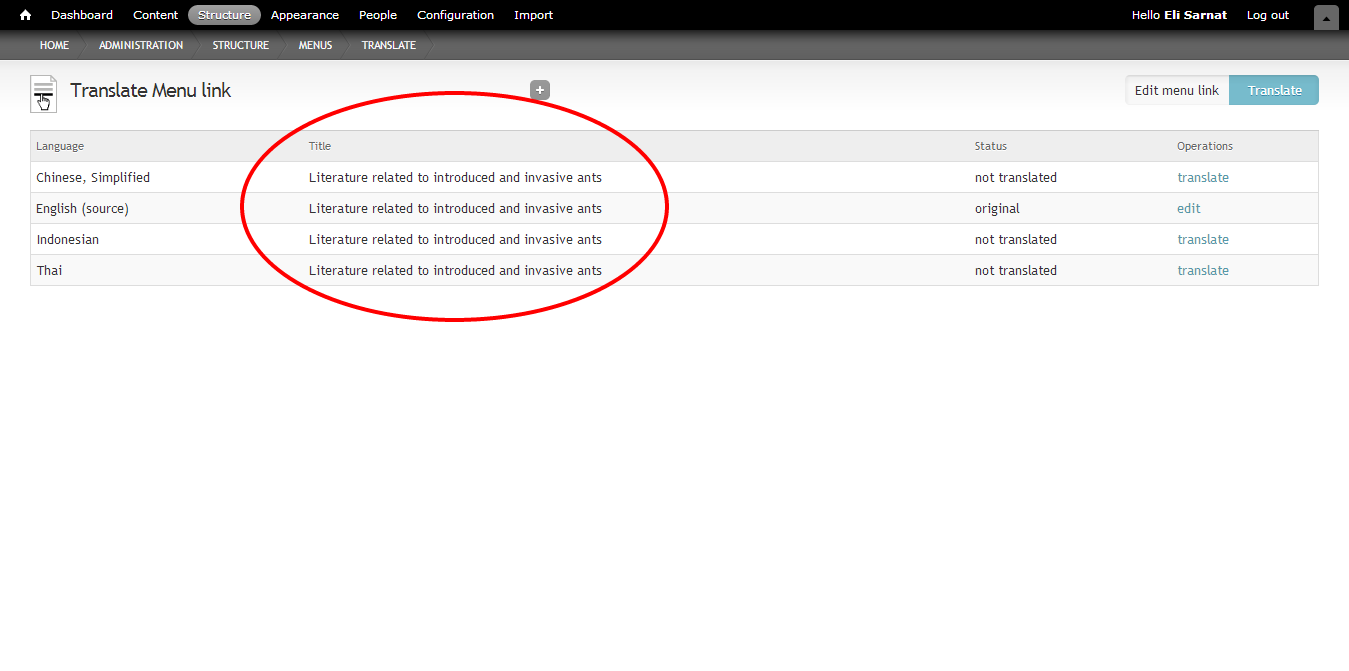 Dashboard Content Structure Appearance People Configuration Import Hello Eli Sarnat Log out
HOME ADMINISTRATION STRUCTURE MENUS TRANSLATE
Translate Menu link + Edit menu link Translate
Language Title Status Operations
Chinese, Simplified Literature related to introduced and invasive ants not translated translate
English (source) Literature related to introduced and invasive ants original edit
Indonesian Literature related to introduced and invasive ants not translated translate
Thai Literature related to introduced and invasive ants not translated translate